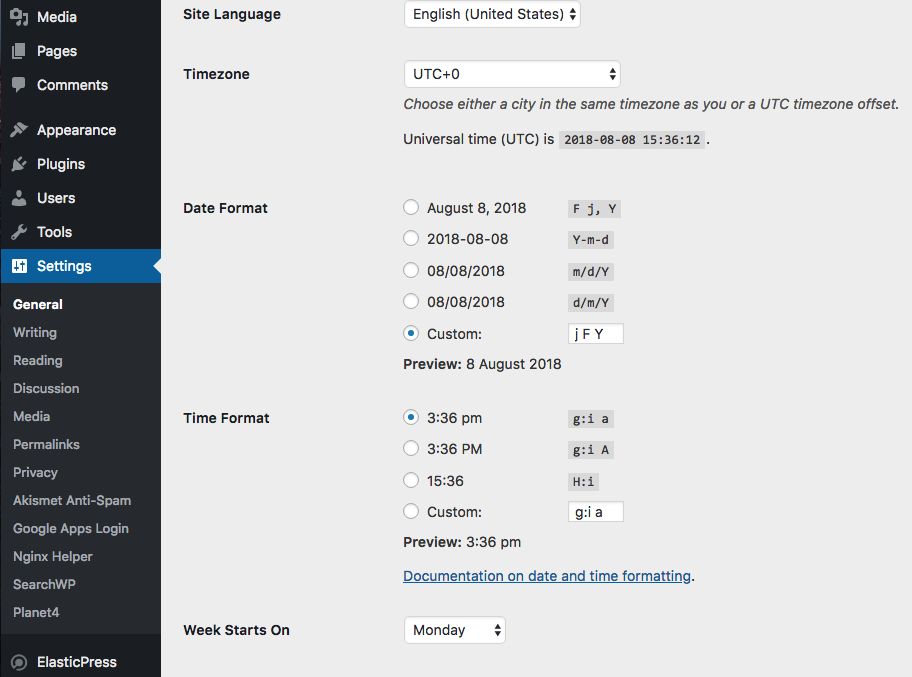 Media
Pages
Comments
Appearance
Plugins
Users
Tools
Settings
General
Writing
Reading
Discussion
Media
Permalinks
Privacy
Akismet Anti-Spam
Google Apps Login
Nginx Helper
SearchWP
Planet4
ElasticPress
Site Language English (United States)
Timezone UTC+0
Choose either a city in the same timezone as you or a UTC timezone offset.
Universal time (UTC) is 2018-08-08 15:36:12 .
Date Format August 8, 2018 F j, Y
2018-08-08 Y-m-d
08/08/2018 m/d/Y
08/08/2018 d/m/Y
Custom: j F Y
Preview: 8 August 2018
Time Format 3:36 pm g:i a
3:36 PM g:i A
15:36 H:i
Custom: g:i a
Preview: 3:36 pm
Documentation on date and time formatting.
Week Starts On Monday